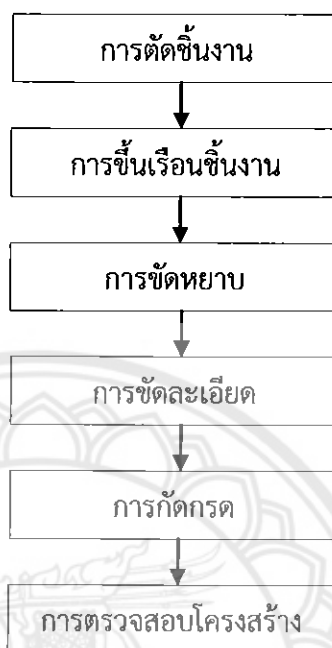 การตัดชิ้นงาน
การขึ้นเรือนชิ้นงาน
การขัดหยาบ
การขัดละเอียด
การกัดกรด
การตรวจสอบโครงสร้าง